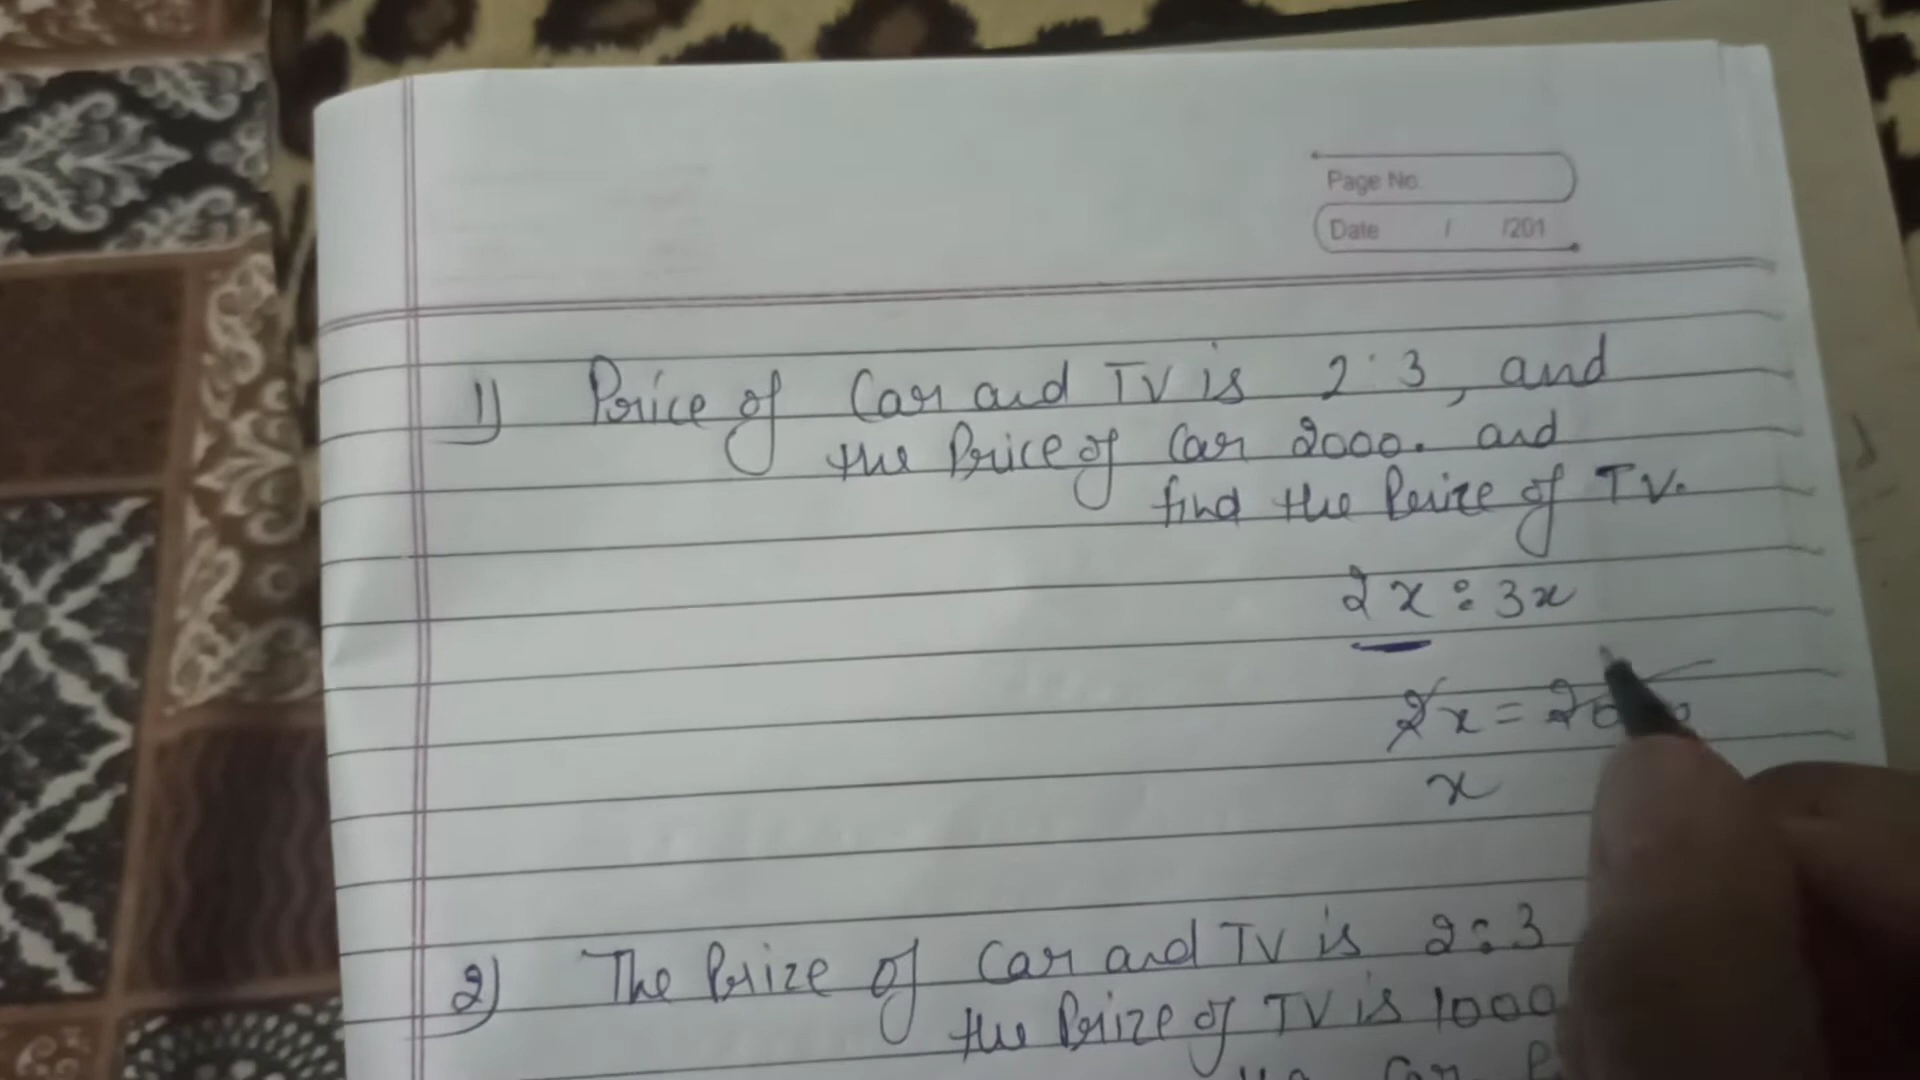 Page No.
Date / /201
1) Price of Car and TV is 2:3, and
the Price of Car 2000. and
find the Prize of TV.
2x : 3x
2x = 2000
x
2) The Prize of Car and TV is 2:3
the Prize of TV is 1000
Car